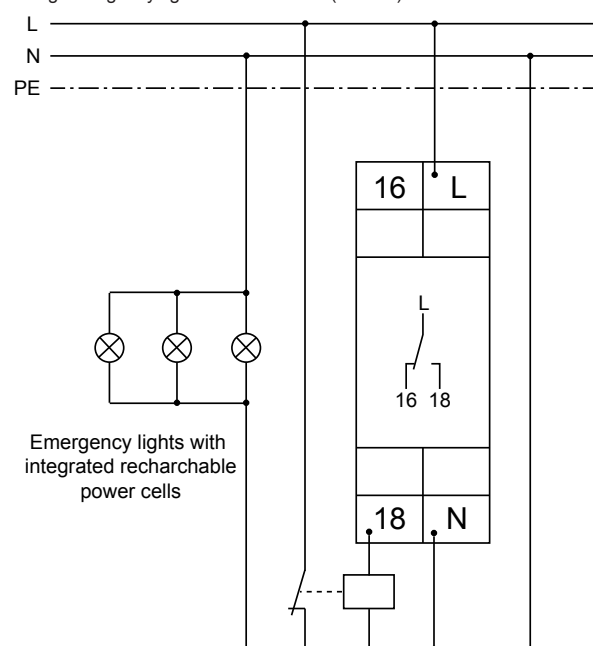 L
N
PE
16 L
L
16 18
Emergency lights with
integrated recharchable
power cells
18 N